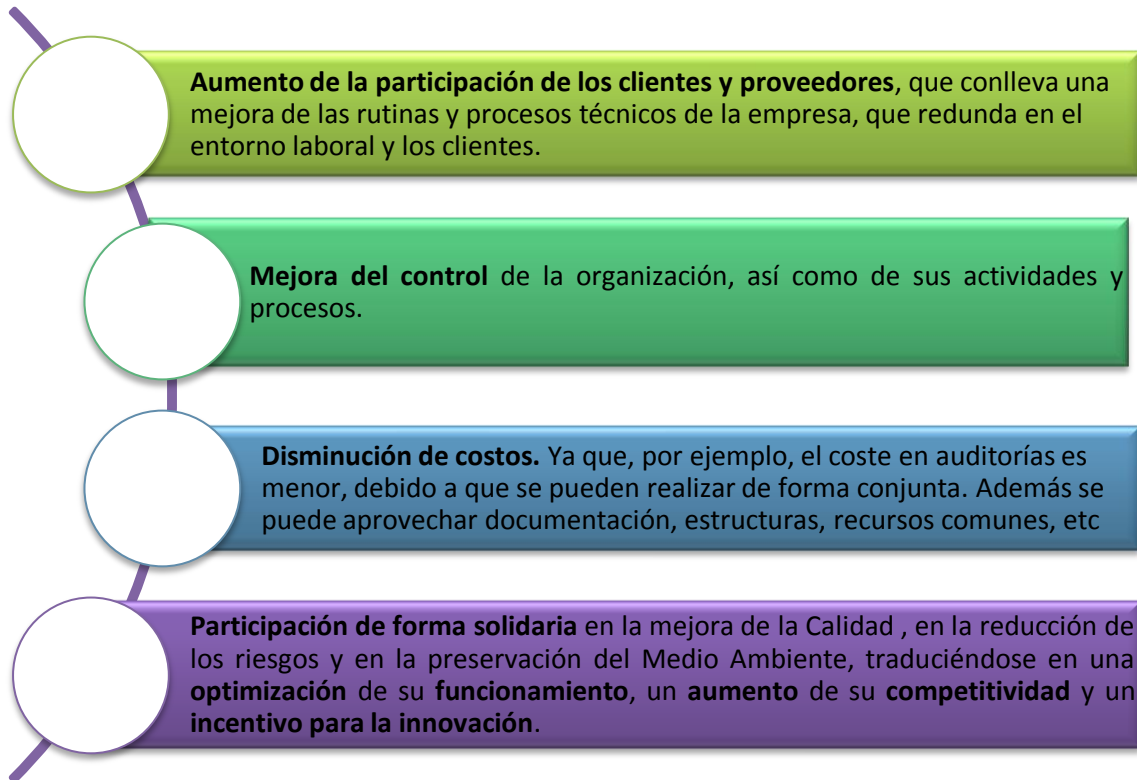 Aumento de la participación de los clientes y proveedores, que conlleva una
mejora de las rutinas y procesos técnicos de la empresa, que redunda en el
entorno laboral y los clientes.
Mejora del control de la organización, así como de sus actividades y
procesos.
Disminución de costos. Ya que, por ejemplo, el coste en auditorías es
menor, debido a que se pueden realizar de forma conjunta. Además se
puede aprovechar documentación, estructuras, recursos comunes, etc
Participación de forma solidaria en la mejora de la Calidad , en la reducción de
los riesgos y en la preservación del Medio Ambiente, traduciéndose en una
optimización de su funcionamiento, un aumento de su competitividad y un
incentivo para la innovación.